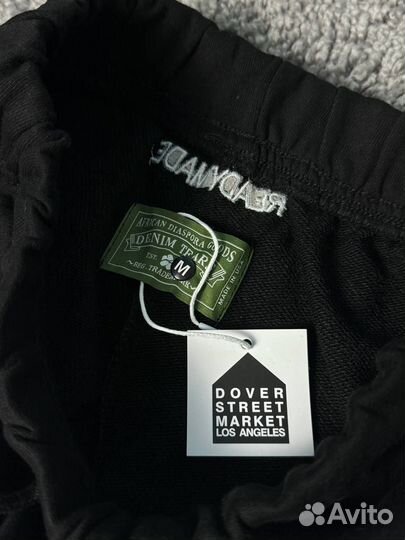 READYMADE
AFRICAN DIASPORA GOODS
DENIM TEARS
EST.
M
REG TRADEMARK
MADE IN U.S.A
DOVER
STREET
MARKET
LOS ANGELES
Avito